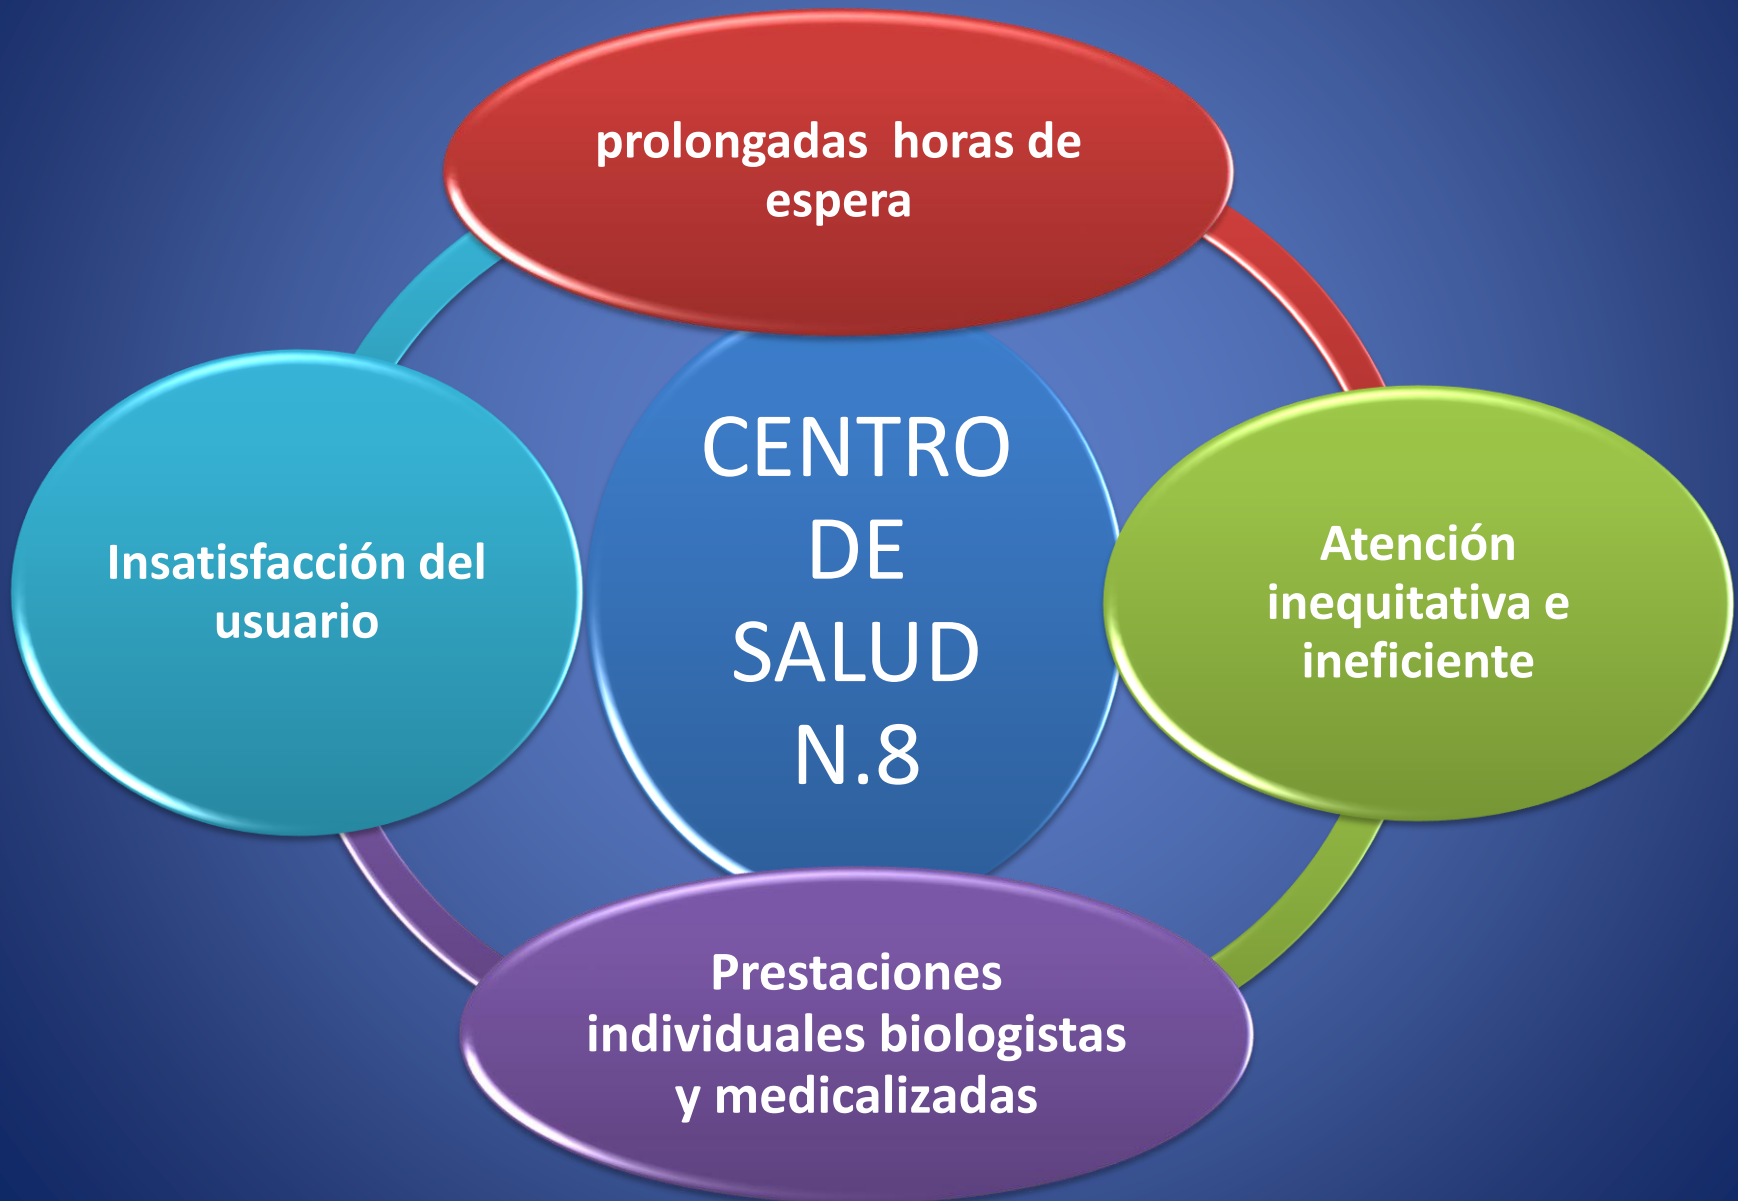 prolongadas  horas de
espera
Insatisfacción del
usuario
CENTRO
DE
SALUD
N.8
Atención
inequitativa e
ineficiente
Prestaciones
individuales biologistas
y medicalizadas